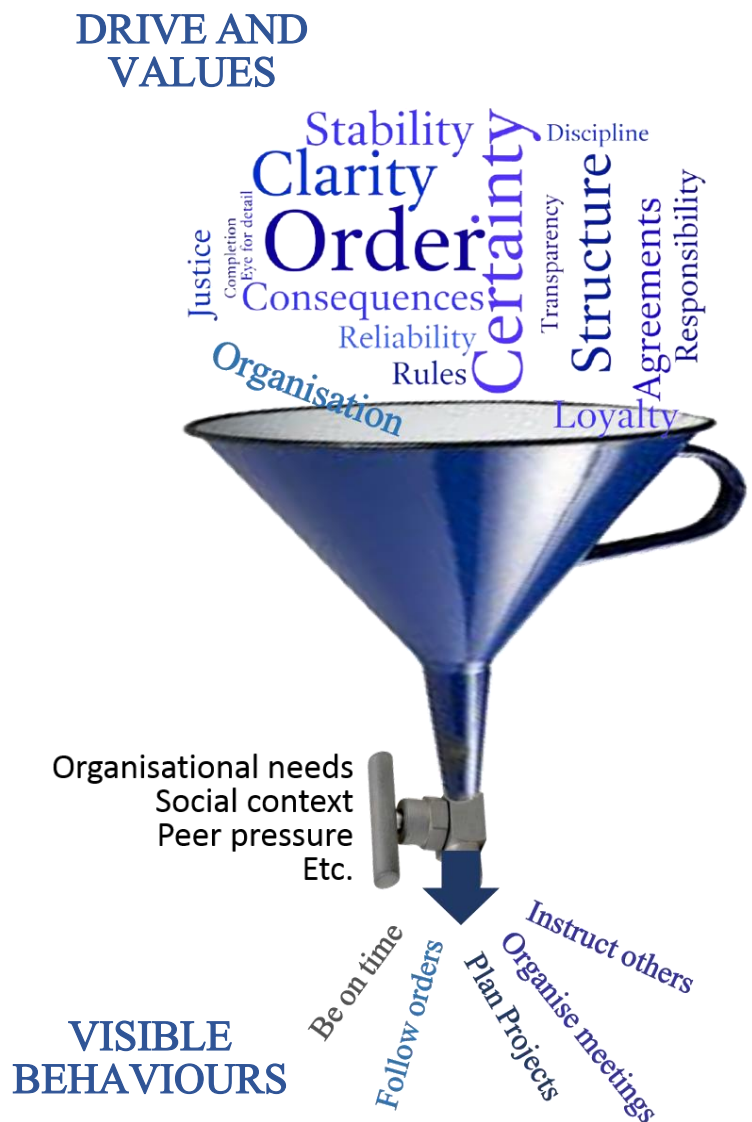 DRIVE AND
VALUES
Stability
Discipline
Clarity
Certainty
Structure
Order
Justice
Completion
Eye for detail
Transparency
Agreements
Responsibility
Consequences
Reliability
Rules
Organisation
Loyalty
Organisational needs
Social context
Peer pressure
Etc.
Be on time
Follow orders
Plan Projects
Organise meetings
Instruct others
VISIBLE
BEHAVIOURS